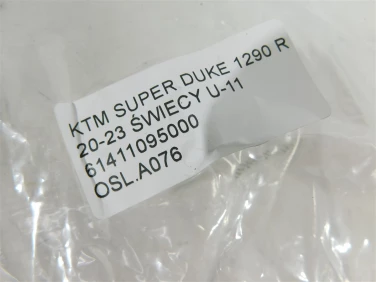 KTM SUPER DUKE 1290 R
20-23 ŚWIECY U-11
61411095000
OSL.A076